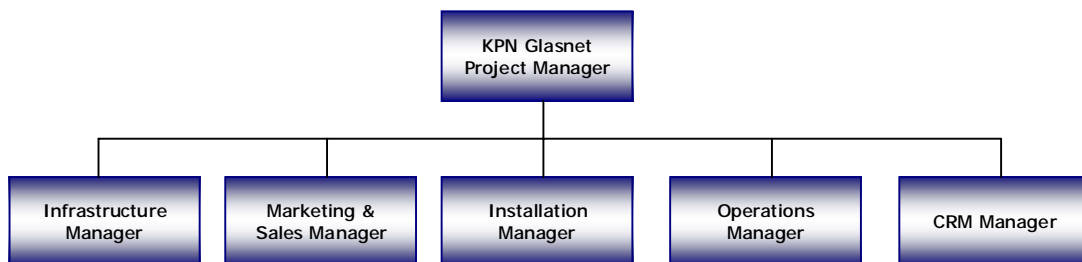 KPN Glasnet
Project Manager
Infrastructure
Manager
Marketing &
Sales Manager
Installation
Manager
Operations
Manager
CRM Manager